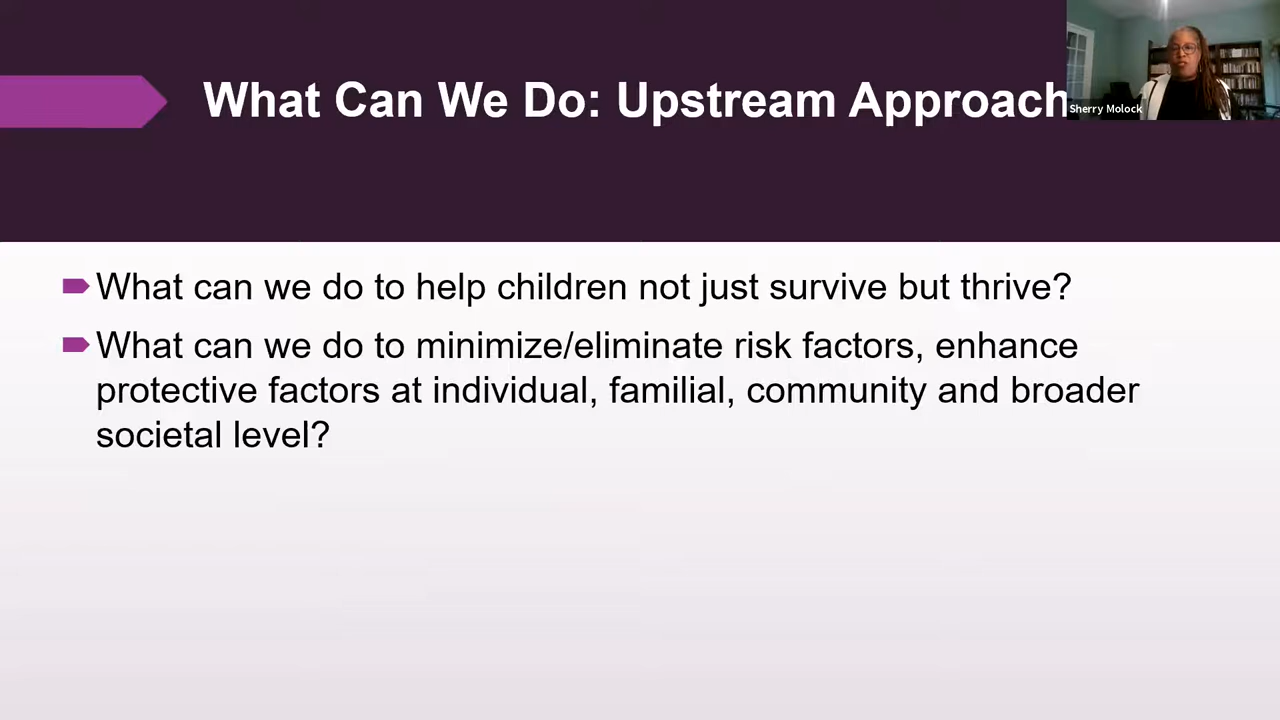 What Can We Do: Upstream Approach
Sherry Molock
What can we do to help children not just survive but thrive?
What can we do to minimize/eliminate risk factors, enhance
protective factors at individual, familial, community and broader
societal level?